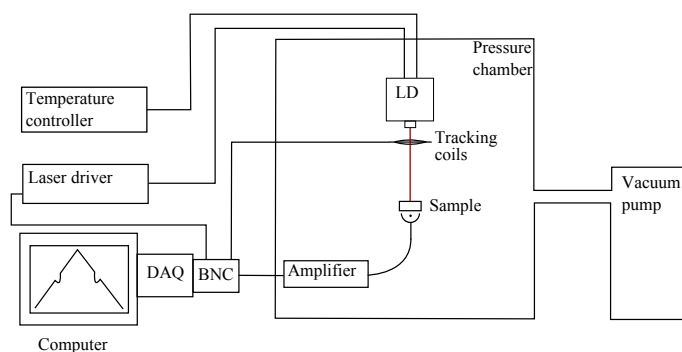 Pressure
chamber
LD
Temperature
controller
Tracking
coils
Laser driver
Vacuum
pump
Sample
DAQ
BNC
Amplifier
Computer